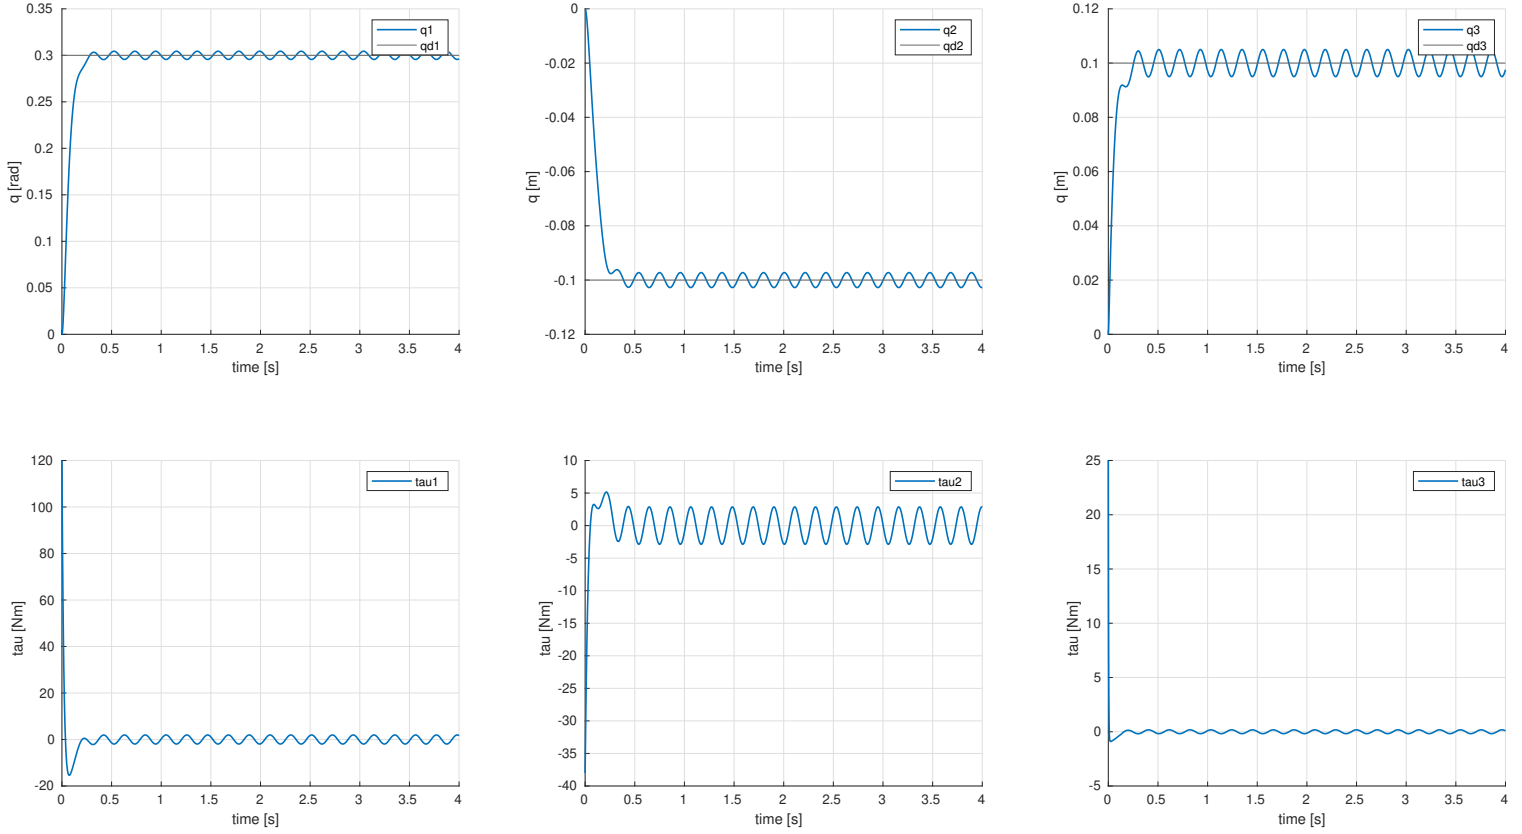 q1
qd1
0.35
0.3
0.25
0.2
0.15
0.1
0.05
0
q [rad]
0 0.5 1 1.5 2 2.5 3 3.5 4
time [s]
q2
qd2
0
-0.02
-0.04
-0.06
-0.08
-0.1
-0.12
q [m]
0 0.5 1 1.5 2 2.5 3 3.5 4
time [s]
q3
qd3
0.12
0.1
0.08
0.06
0.04
0.02
0
q [m]
0 0.5 1 1.5 2 2.5 3 3.5 4
time [s]
tau1
120
100
80
60
40
20
0
-20
tau [Nm]
0 0.5 1 1.5 2 2.5 3 3.5 4
time [s]
tau2
10
5
0
-5
-10
-15
-20
-25
-30
-35
-40
tau [Nm]
0 0.5 1 1.5 2 2.5 3 3.5 4
time [s]
tau3
25
20
15
10
5
0
-5
tau [Nm]
0 0.5 1 1.5 2 2.5 3 3.5 4
time [s]